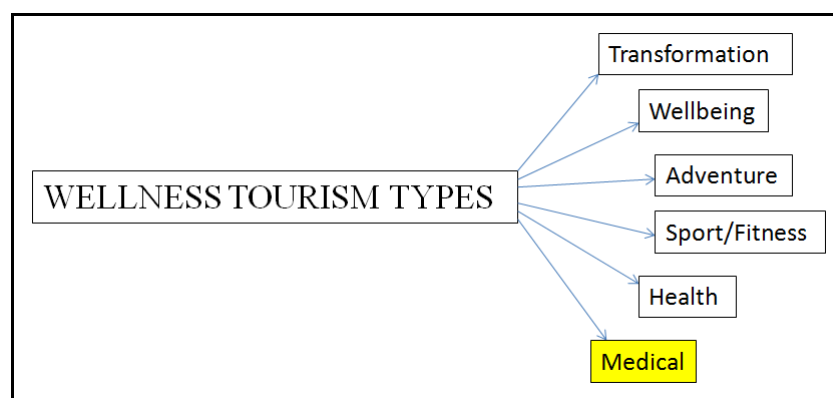 Transformation
Wellbeing
WELLNESS TOURISM TYPES
Adventure
Sport/Fitness
Health
Medical